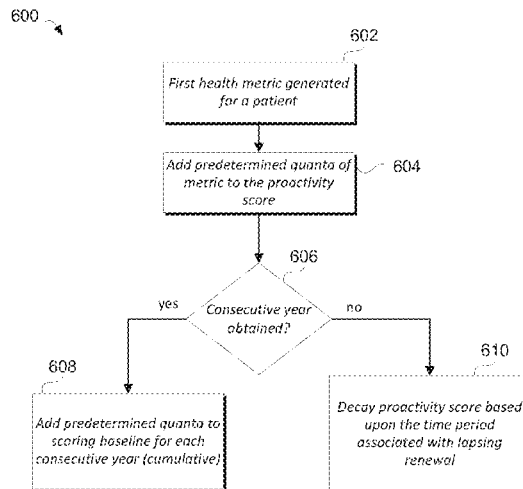 600
602
First health metric generated
for a patient
Add predetermined quanta of
metric to the proactivity
score
604
606
yes
Consecutive year
obtained?
no
608
610
Add predetermined quanta to
scoring baseline for each
consecutive year (cumulative)
Decay proactivity score based
upon the time period
associated with lapsing
renewal